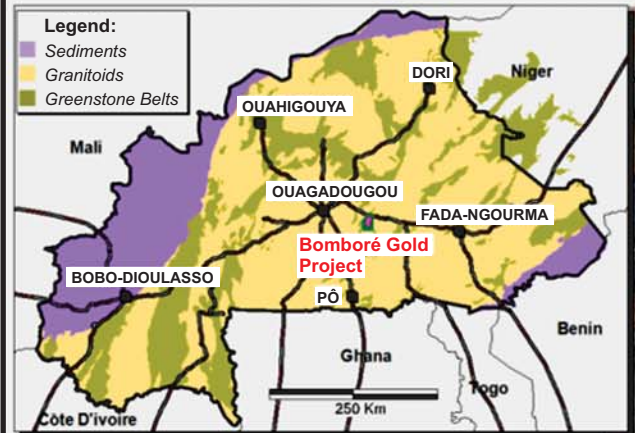 Legend:
Sediments
Granitoids
Greenstone Belts
DORI
Niger
OUAHIGOUYA
Mali
OUAGADOUGOU
FADA-NGOURMA
Bomboré Gold
Project
BOBO-DIOULASSO
PÔ
Benin
Ghana
Togo
250 Km
Côte D'ivoire